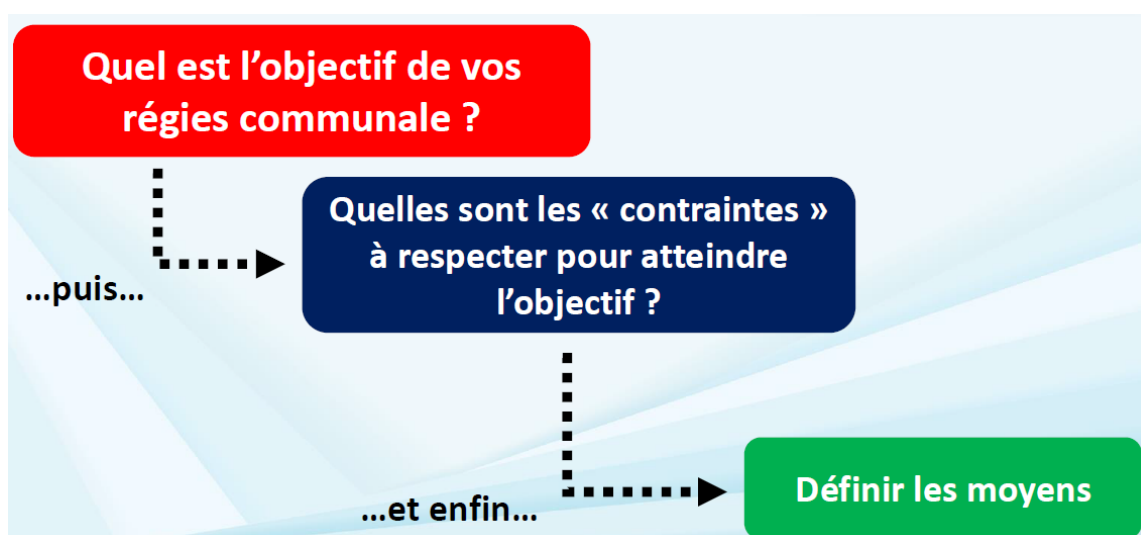 Quel est l'objectif de vos
régies communale ?
Quelles sont les « contraintes »
à respecter pour atteindre
l'objectif ?
...puis...
...et enfin...
Définir les moyens